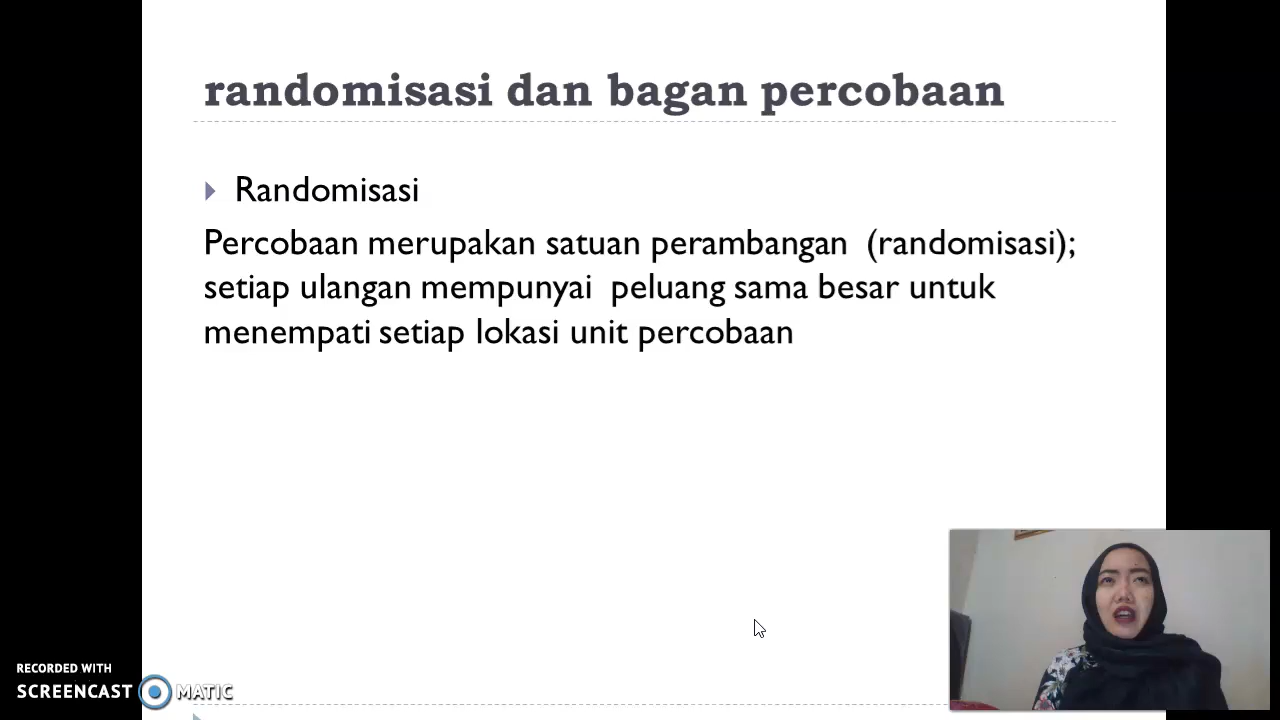 randomisasi dan bagan percobaan
Randomisasi
Percobaan merupakan satuan perambangan (randomisasi);
setiap ulangan mempunyai peluang sama besar untuk
menempati setiap lokasi unit percobaan
RECORDED WITH
SCREENCAST MATIC